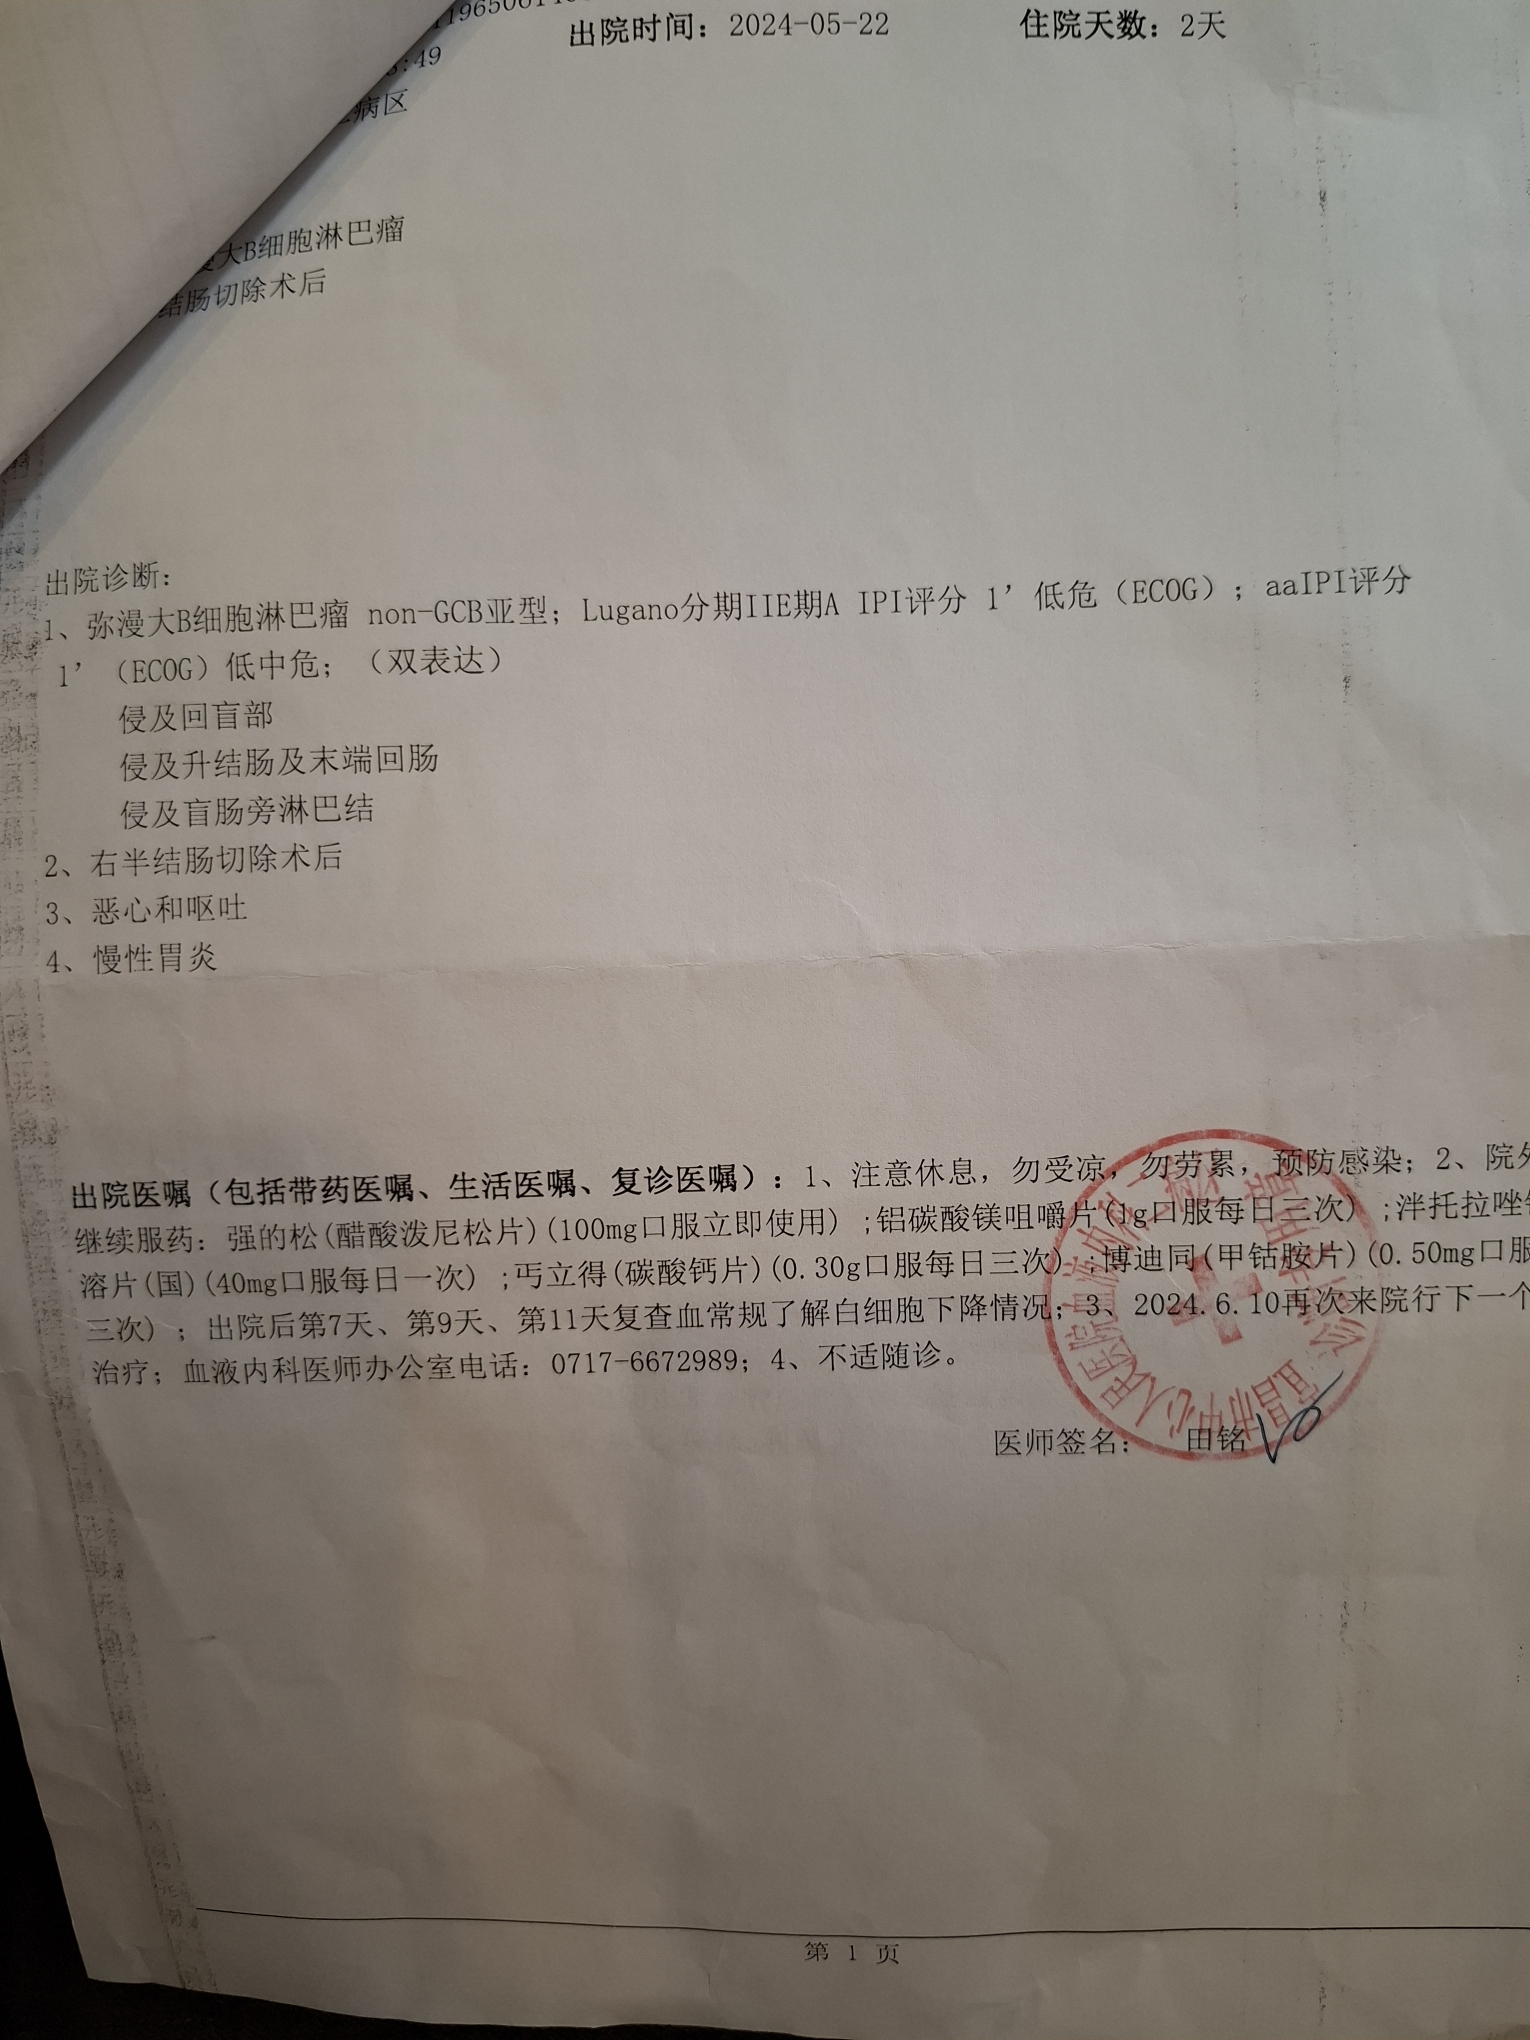 出院时间：2024-05-22 住院天数：2天
:49
病区
大B细胞淋巴瘤
结肠切除术后
出院诊断：
1、弥漫大B细胞淋巴瘤 non-GCB亚型；Lugano分期IIE期A IPI评分 1’ 低危（ECOG）；aaIPI评分
1’ （ECOG）低中危；（双表达）
侵及回盲部
侵及升结肠及末端回肠
侵及盲肠旁淋巴结
2、右半结肠切除术后
3、恶心和呕吐
4、慢性胃炎
出院医嘱（包括带药医嘱、生活医嘱、复诊医嘱）：1、注意休息，勿受凉，勿劳累，预防感染；2、院外
继续服药：强的松(醋酸泼尼松片)(100mg口服立即使用) ;铝碳酸镁咀嚼片(1g口服每日三次) ;泮托拉唑
溶片(国)(40mg口服每日一次) ;丐立得(碳酸钙片)(0.30g口服每日三次) ;博迪同(甲钴胺片)(0.50mg口服
三次) ；出院后第7天、第9天、第11天复查血常规了解白细胞下降情况；3、2024.6.10再次来院行下一个
治疗；血液内科医师办公室电话：0717-6672989；4、不适随诊。
医师签名： 田铭
宜昌市中心人民医院血液内科
第 1 页